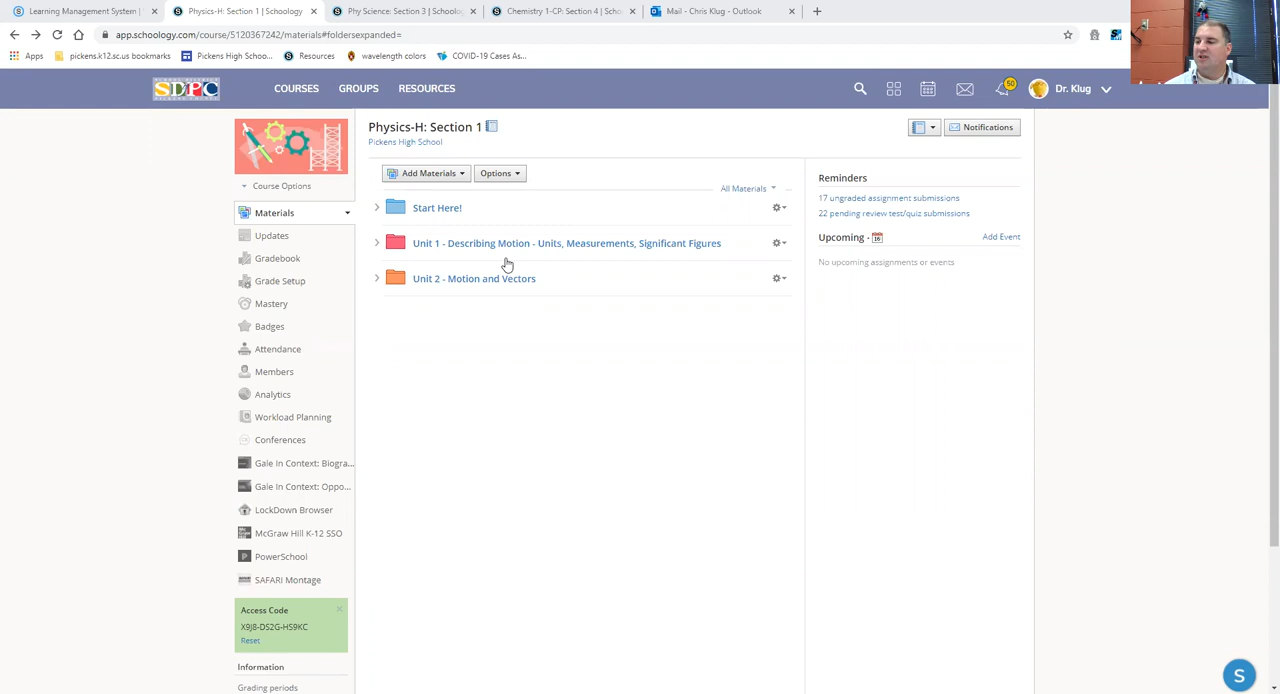 Learning Management System | × Physics-H: Section 1 | Schoology × Phy Science: Section 3 | Schoolo × Chemistry 1-CP: Section 4 | Scho × Mail - Chris Klug - Outlook × +
app.schoology.com/course/5120367242/materials#foldersexpanded=
Apps pickens.k12.sc.us bookmarks Pickens High Schoo... Resources wavelength colors COVID-19 Cases As...
SDPC COURSES GROUPS RESOURCES 50 Dr. Klug
Physics-H: Section 1
Pickens High School
Notifications
Add Materials Options
All Materials
Course Options
Materials
Updates
Gradebook
Grade Setup
Mastery
Badges
Attendance
Members
Analytics
Workload Planning
Conferences
Gale In Context: Biogra...
Gale In Context: Oppo...
LockDown Browser
McGraw Hill K-12 SSO
PowerSchool
SAFARI Montage
Access Code ×
X9J8-DS2G-HS9KC
Reset
Information
Grading periods
Start Here!
Unit 1 - Describing Motion - Units, Measurements, Significant Figures
Unit 2 - Motion and Vectors
Reminders
17 ungraded assignment submissions
22 pending review test/quiz submissions
Upcoming - 16 Add Event
No upcoming assignments or events
S